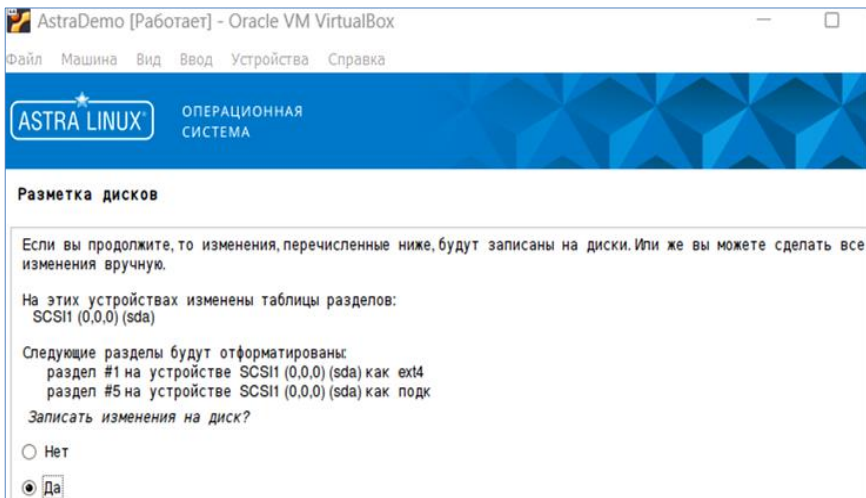 AstraDemo [Работает] - Oracle VM VirtualBox
Файл Машина Вид Ввод Устройства Справка
ASTRA LINUX®
ОПЕРАЦИОННАЯ
СИСТЕМА
Разметка дисков
Если вы продолжите, то изменения, перечисленные ниже, будут записаны на диски. Или же вы можете сделать все
изменения вручную.
На этих устройствах изменены таблицы разделов:
SCSI1 (0,0,0) (sda)
Следующие разделы будут отформатированы:
раздел #1 на устройстве SCSI1 (0,0,0) (sda) как ext4
раздел #5 на устройстве SCSI1 (0,0,0) (sda) как подк
Записать изменения на диск?
Нет
Да